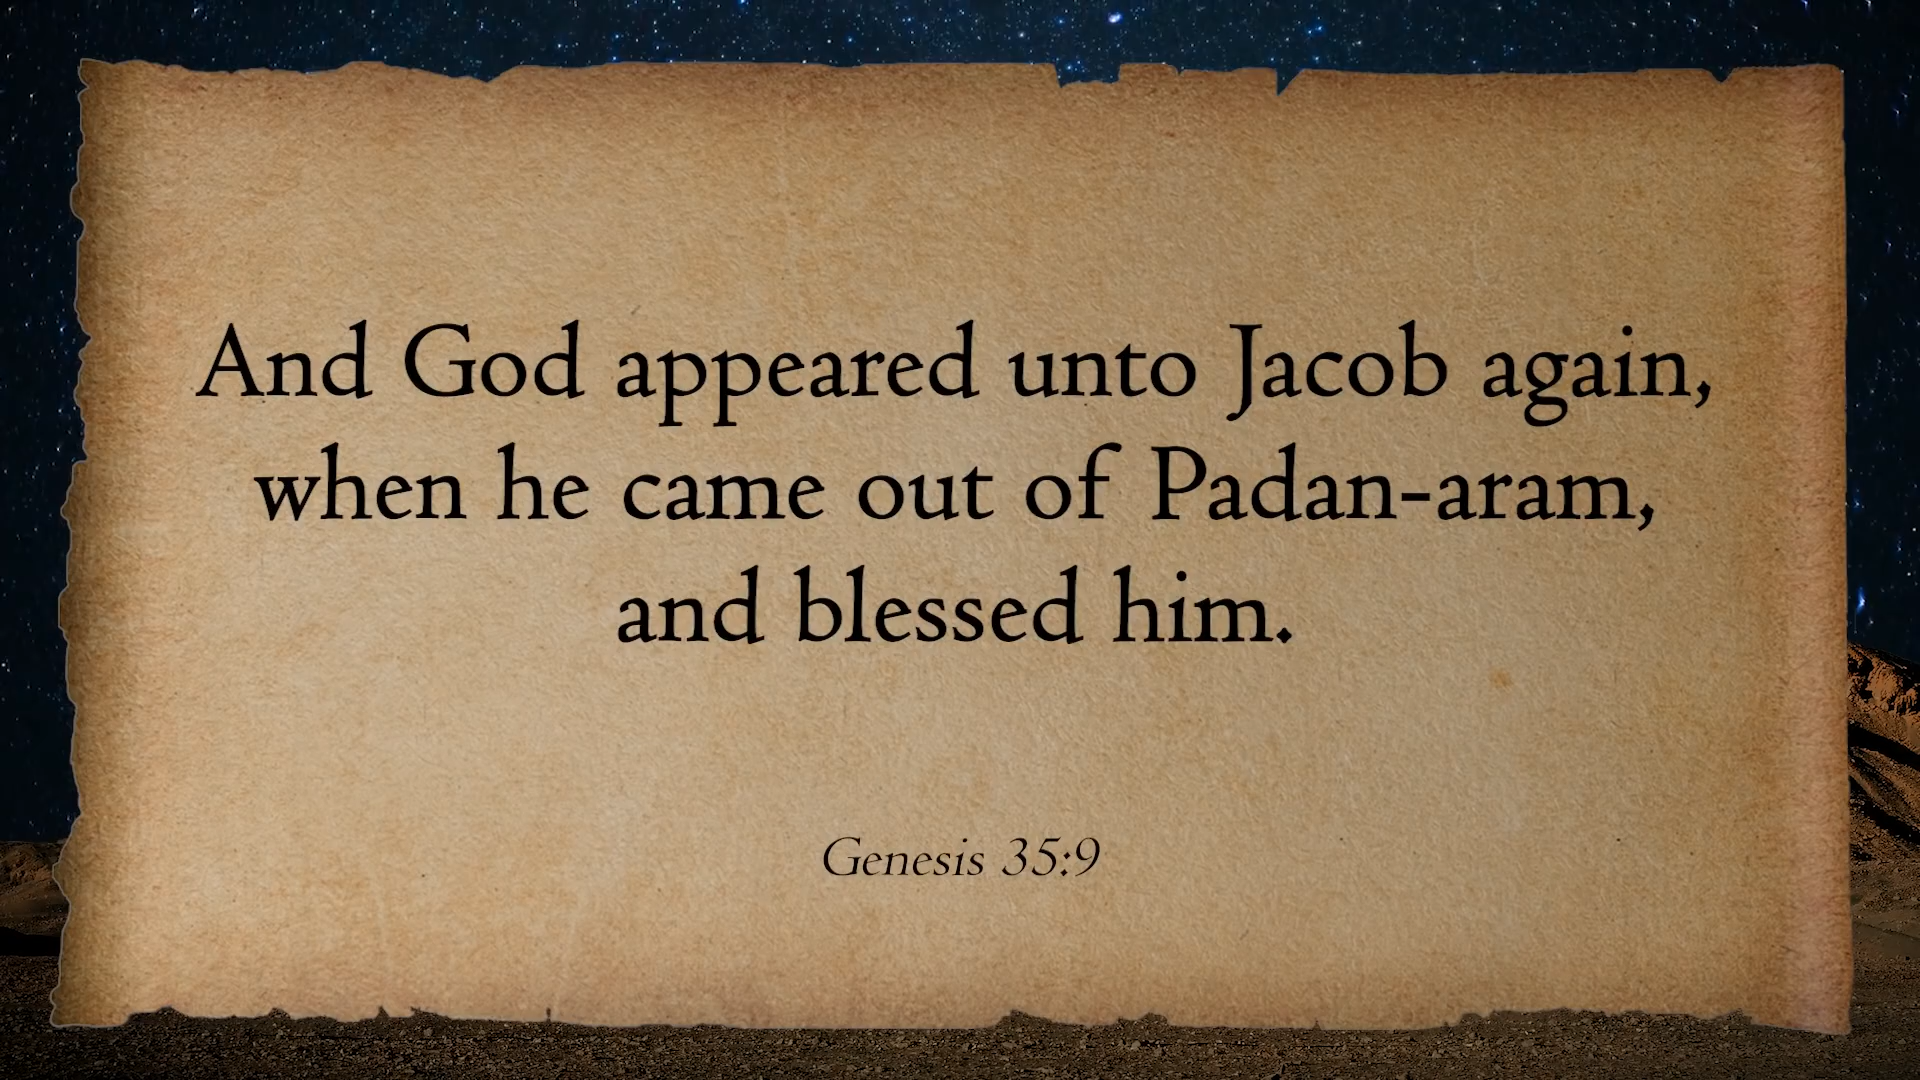 And God appeared unto Jacob again,
when he came out of Padan-aram,
and blessed him.
Genesis 35:9